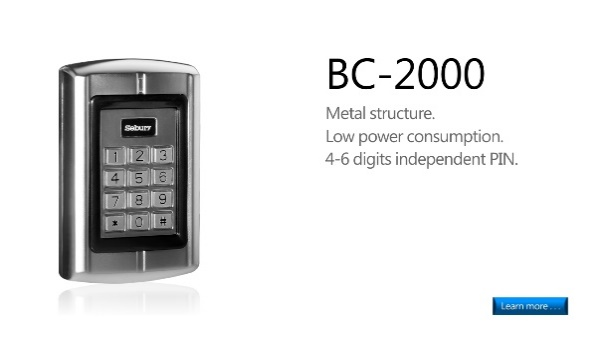 BC-2000
Metal structure.
Low power consumption.
4-6 digits independent PIN.
Sebury
1 2 3
4 5 6
7 8 9
* 0 #
Learn more . . .